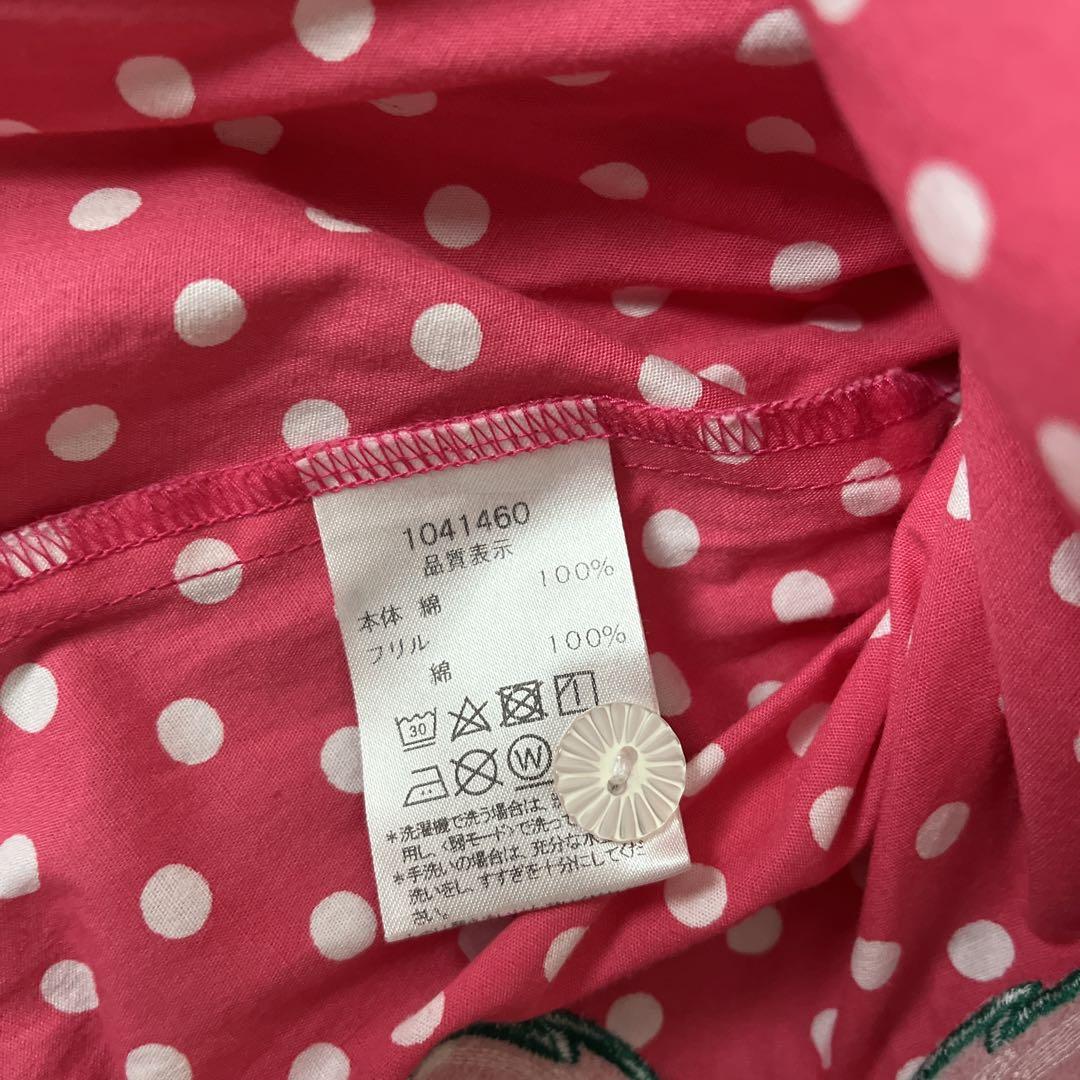 1041460
品質表示
本体 綿 100%
フリル
綿 100%
30
W
*洗濯機で洗う場合は、
用し、〈弱モード〉で洗っ
*手洗いの場合は、充分な水
洗いをし、すすぎを十分にしてくだ
さい。